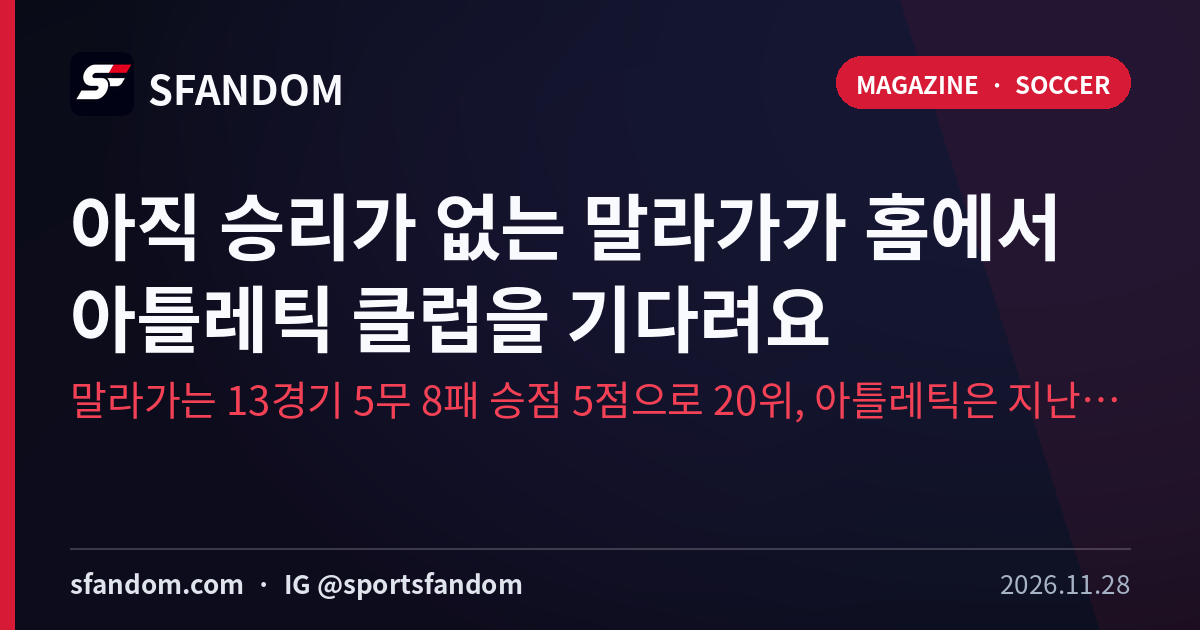 SFANDOM
MAGAZINE · SOCCER
아직 승리가 없는 말라가가 홈에서
아틀레틱 클럽을 기다려요
말라가는 13경기 5무 8패 승점 5점으로 20위, 아틀레틱은 지난…
sfandom.com · IG @sportsfandom
2026.11.28